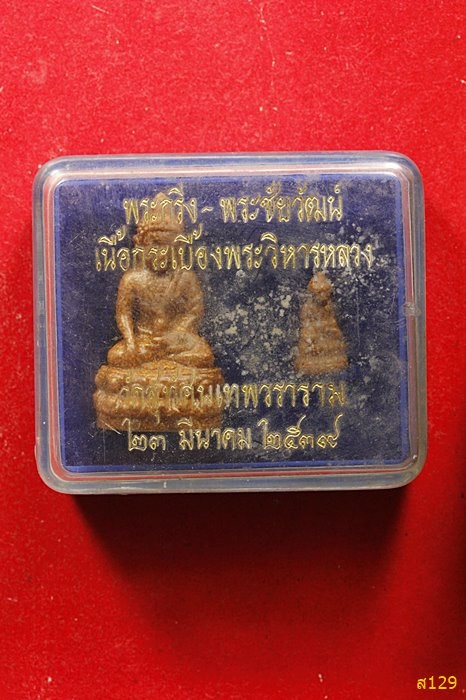 พระกริ่ง - พระชัยวัฒน์
เนื้อกระเบื้องพระวิหารหลวง
วัดสุทัศนเทพวราราม
๒๓ มีนาคม ๒๕๓๙
ส129